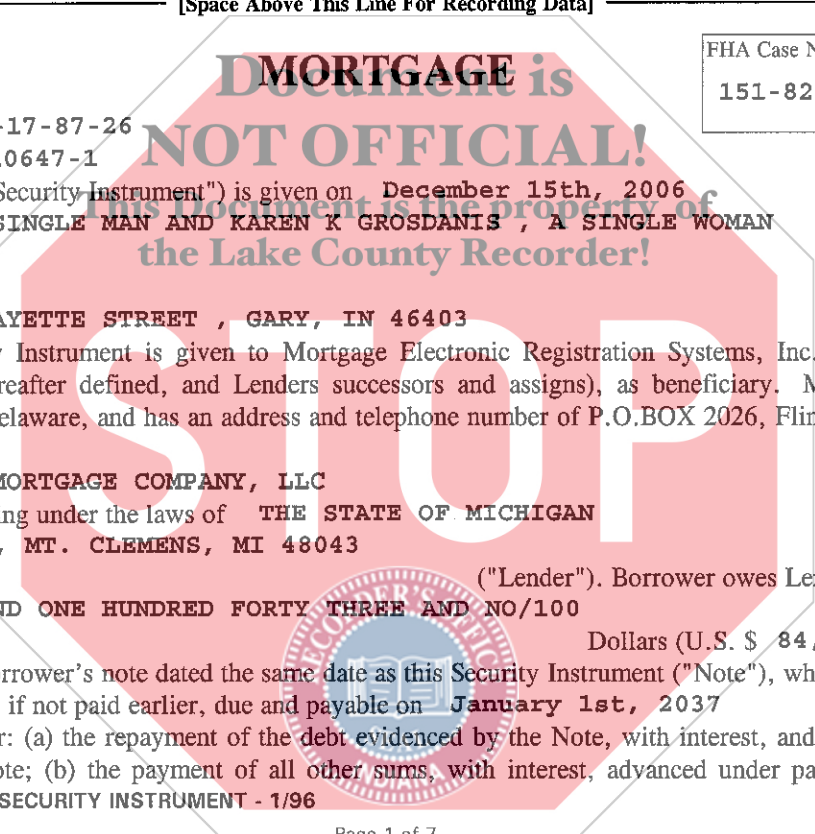 [Space Above This Line For Recording Data]
MORTGAGE
Document is
FHA Case N
151-82
-17-87-26
NOT OFFICIAL!
0647-1
Security Instrument") is given on December 15th, 2006
This Document is the property of
SINGLE MAN AND KAREN K GROSDANIS , A SINGLE WOMAN
the Lake County Recorder!
AYETTE STREET , GARY, IN 46403
Instrument is given to Mortgage Electronic Registration Systems, Inc.
reafter defined, and Lenders successors and assigns), as beneficiary. M
elaware, and has an address and telephone number of P.O.BOX 2026, Flin
STOP
MORTGAGE COMPANY, LLC
ing under the laws of THE STATE OF MICHIGAN
, MT. CLEMENS, MI 48043
("Lender"). Borrower owes Le
ND ONE HUNDRED FORTY THREE AND NO/100
RECORDER'S OFFICE
Dollars (U.S. $ 84,
orrower's note dated the same date as this Security Instrument ("Note"), wh
if not paid earlier, due and payable on January 1st, 2037
r: (a) the repayment of the debt evidenced by the Note, with interest, and
ote; (b) the payment of all other sums, with interest, advanced under pa
INDIANA
SECURITY INSTRUMENT - 1/96
Page 1 of 7